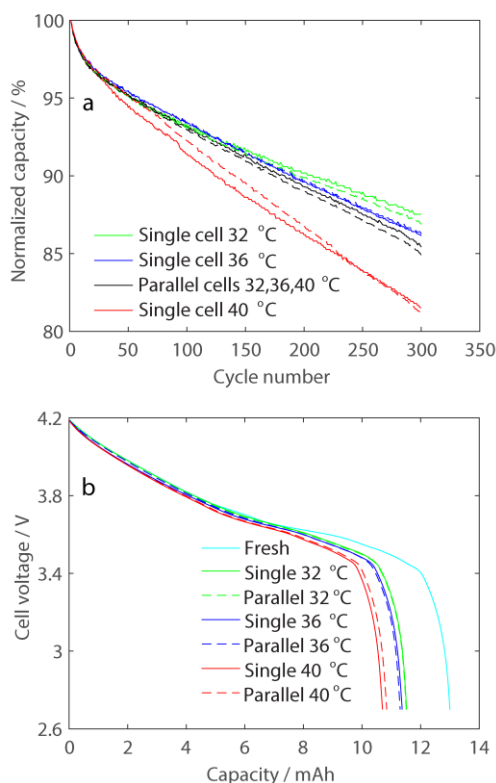 100
95
90
85
80
Normalized capacity / %
a
Single cell 32 °C
Single cell 36 °C
Parallel cells 32,36,40 °C
Single cell 40 °C
0
50
100
150
200
250
300
350
Cycle number
4.2
3.8
3.4
3
2.6
Cell voltage / V
b
Fresh
Single 32 °C
Parallel 32 °C
Single 36 °C
Parallel 36 °C
Single 40 °C
Parallel 40 °C
0
2
4
6
8
10
12
14
Capacity / mAh